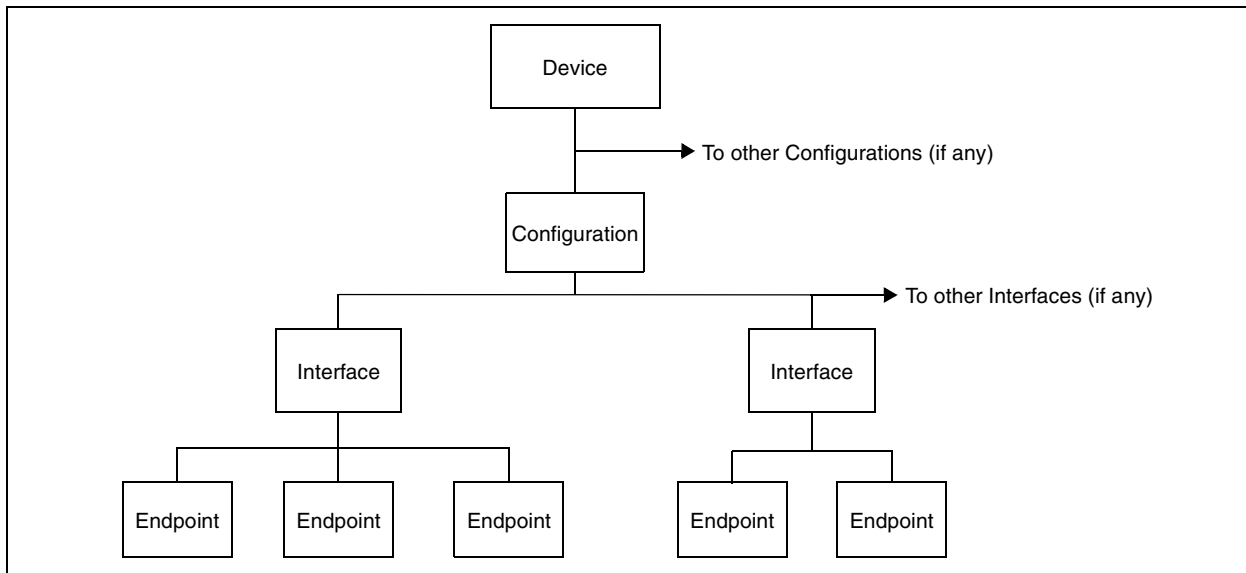 Device
To other Configurations (if any)
Configuration
To other Interfaces (if any)
Interface
Interface
Endpoint
Endpoint
Endpoint
Endpoint
Endpoint